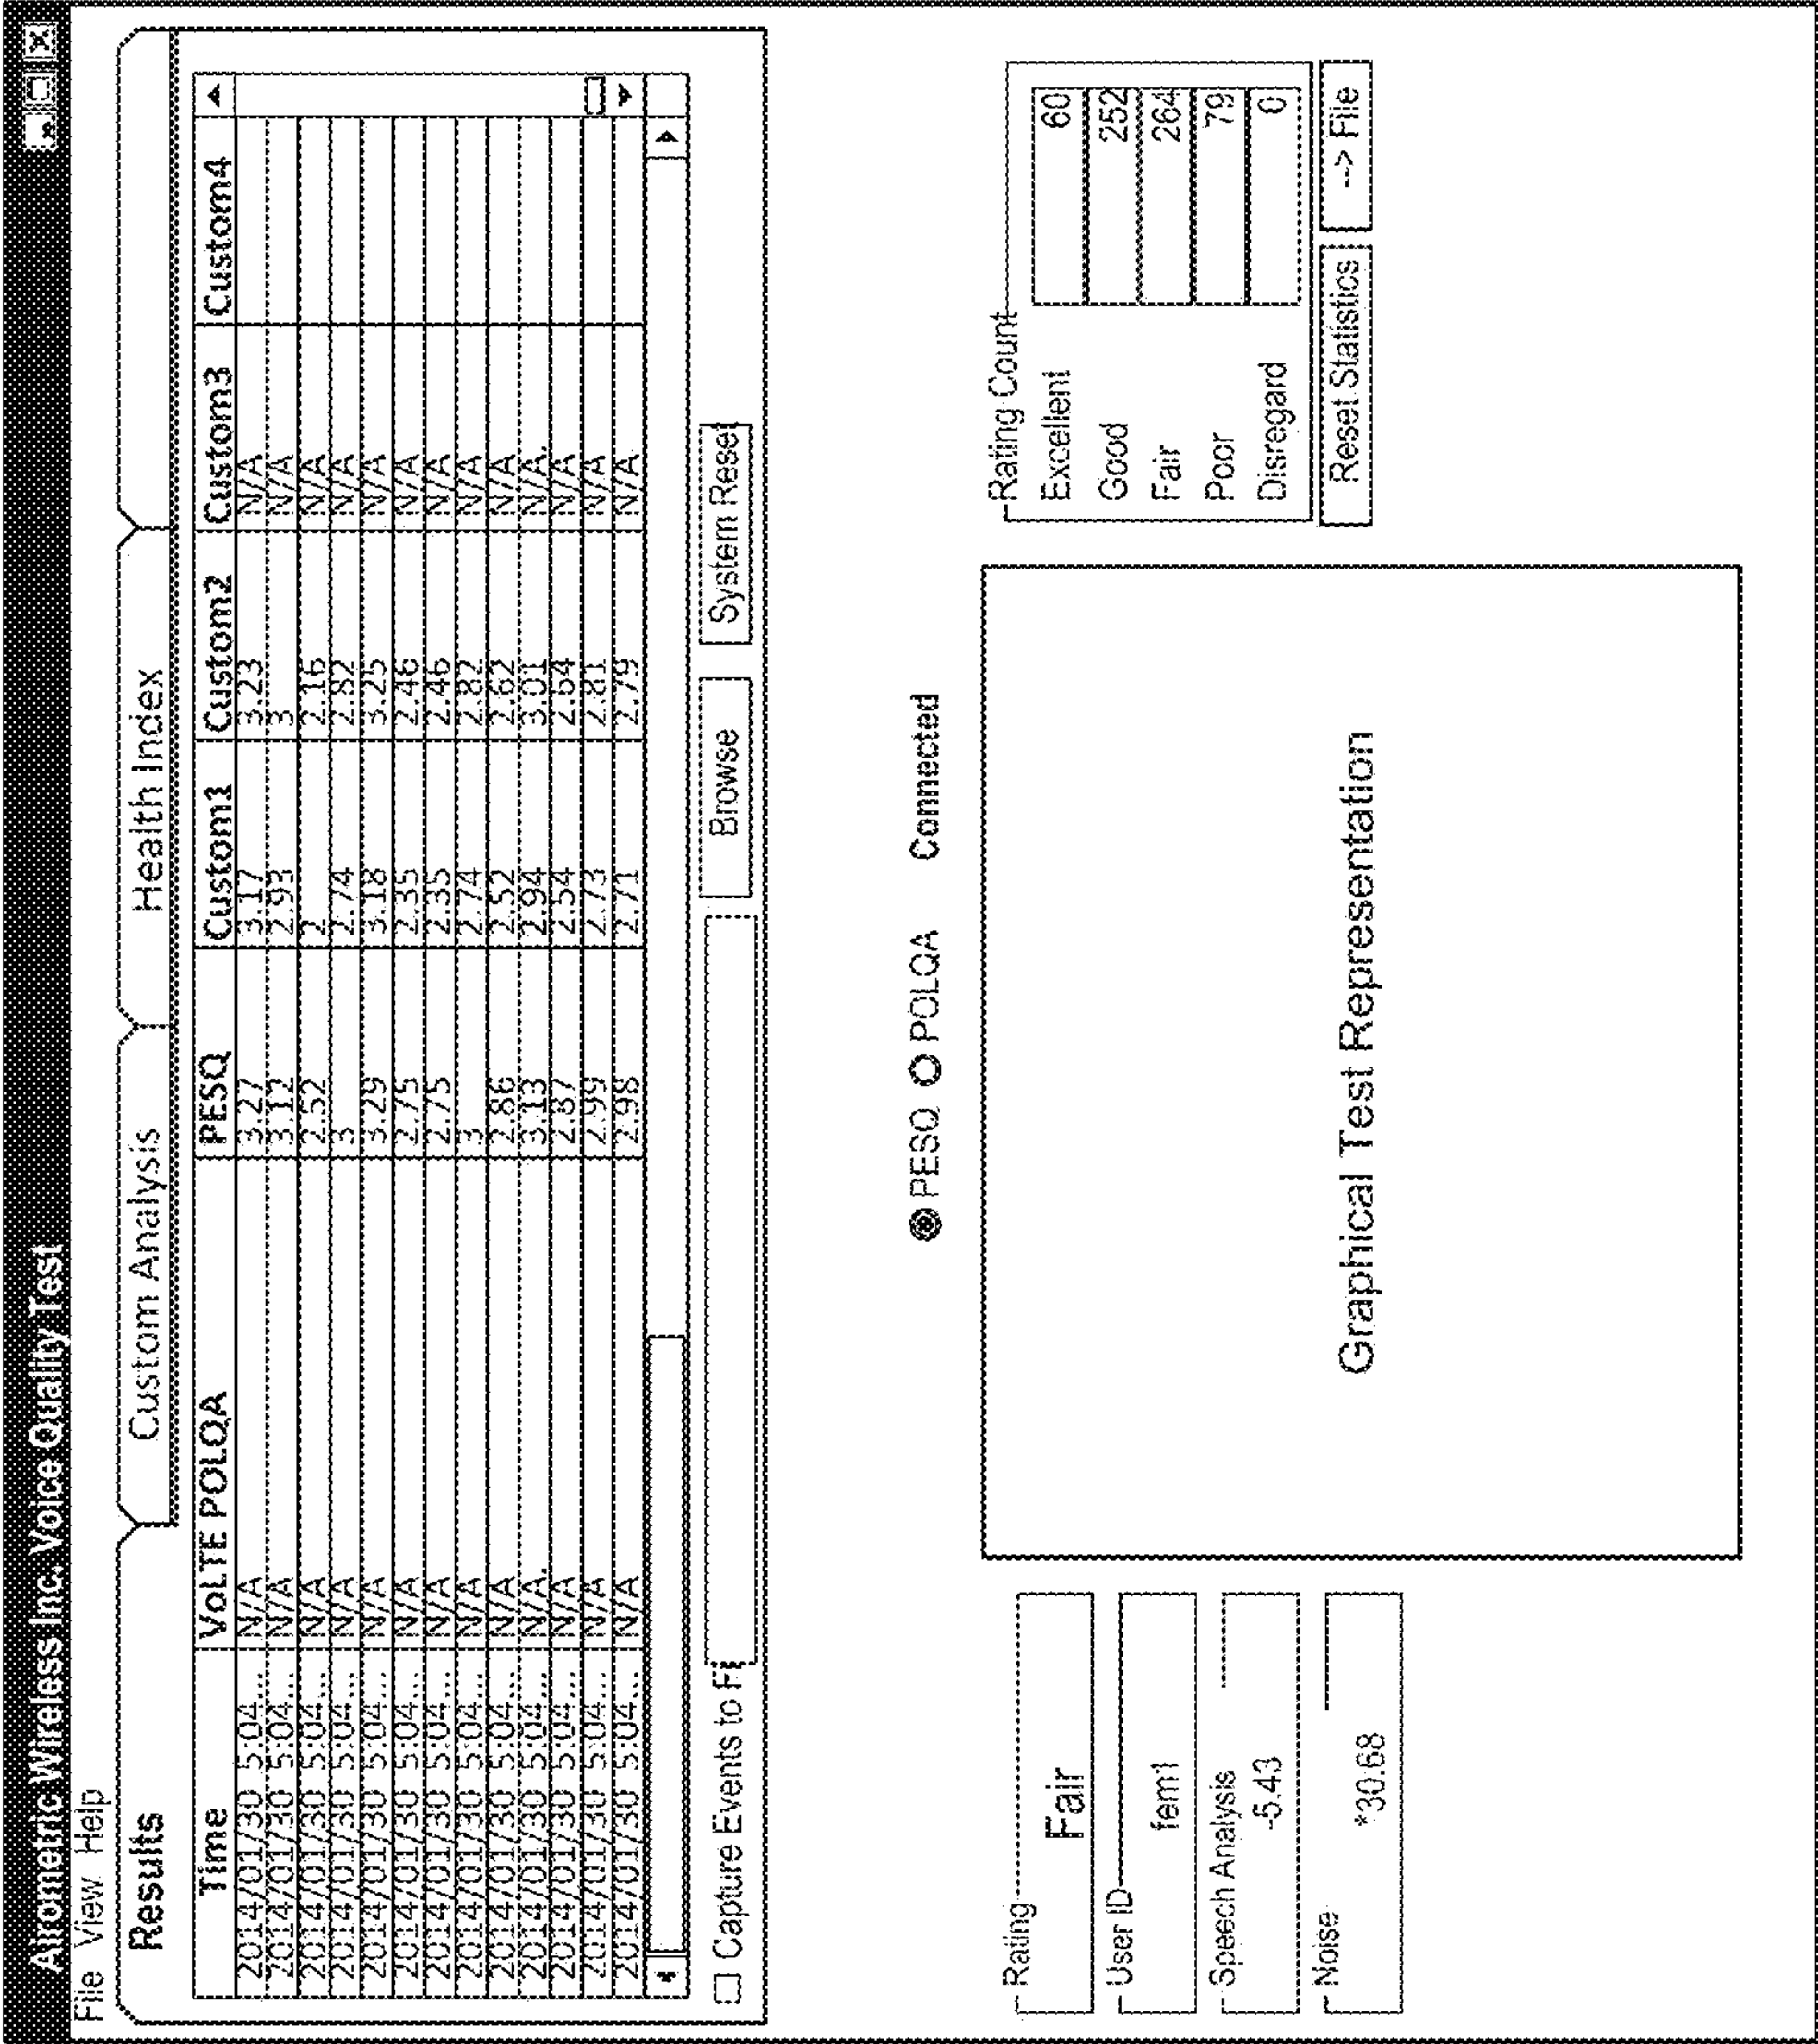 Airometric Wireless Inc. Voice Quality Test
File View Help
Results Custom Analysis Health Index
Time VoLTE POLQA PESQ Custom1 Custom2 Custom3 Custom4
2014/01/30 5:04... N/A 3.27 3.17 3.23 N/A
2014/01/30 5:04... N/A 3.12 2.93 3 N/A
2014/01/30 5:04... N/A 2.52 2 2.16 N/A
2014/01/30 5:04... N/A 3 2.74 2.82 N/A
2014/01/30 5:04... N/A 3.29 3.18 3.25 N/A
2014/01/30 5:04... N/A 2.75 2.35 2.46 N/A
2014/01/30 5:04... N/A 2.75 2.35 2.46 N/A
2014/01/30 5:04... N/A 3 2.74 2.82 N/A
2014/01/30 5:04... N/A 2.86 2.52 2.62 N/A
2014/01/30 5:04... N/A. 3.13 2.94 3.01 N/A.
2014/01/30 5:04... N/A 2.87 2.54 2.64 N/A
2014/01/30 5:04... N/A 2.99 2.73 2.81 N/A
2014/01/30 5:04... N/A 2.98 2.71 2.79 N/A
Capture Events to Fi Browse System Reset
PESQ POLQA Connected
Rating
Fair
User ID
fem1
Speech Analysis
-5.43
Noise
*30.68
Graphical Test Representation
Rating Count
Excellent 60
Good 252
Fair 264
Poor 79
Disregard 0
Reset Statistics --> File